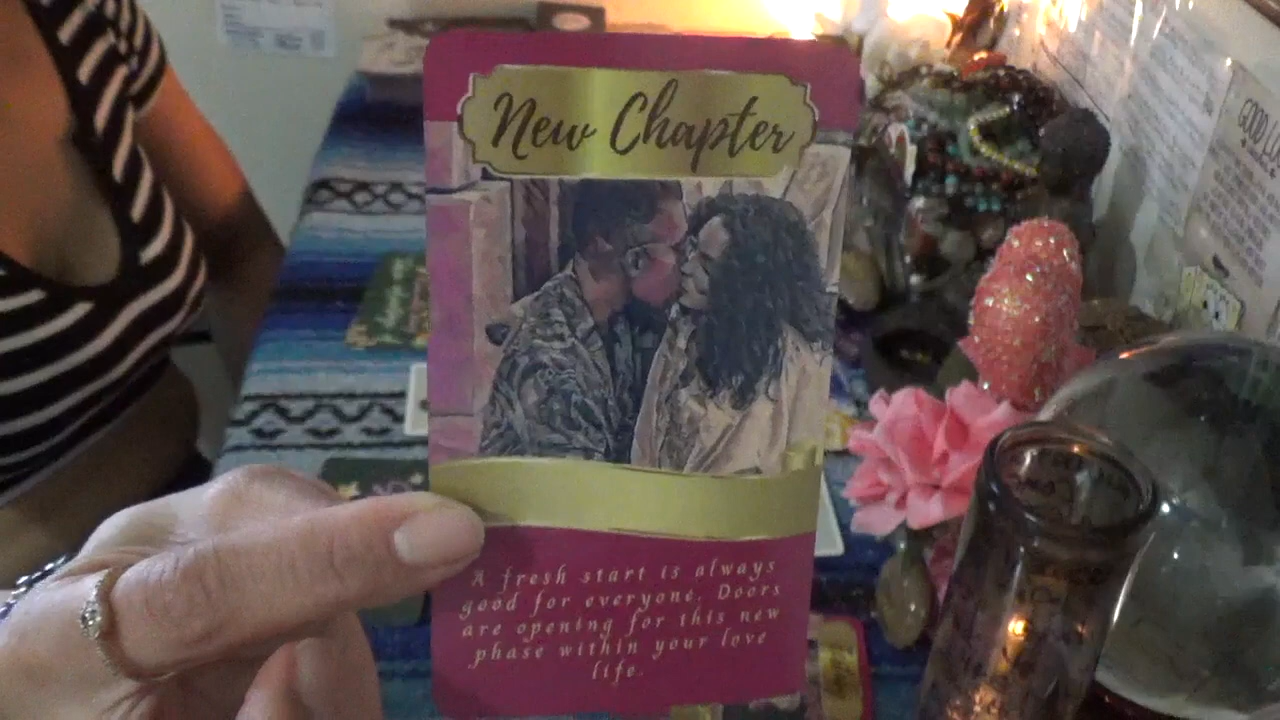 New Chapter
A fresh start is always
good for everyone. Doors
are opening for this new
phase within your love
life.
GOOD